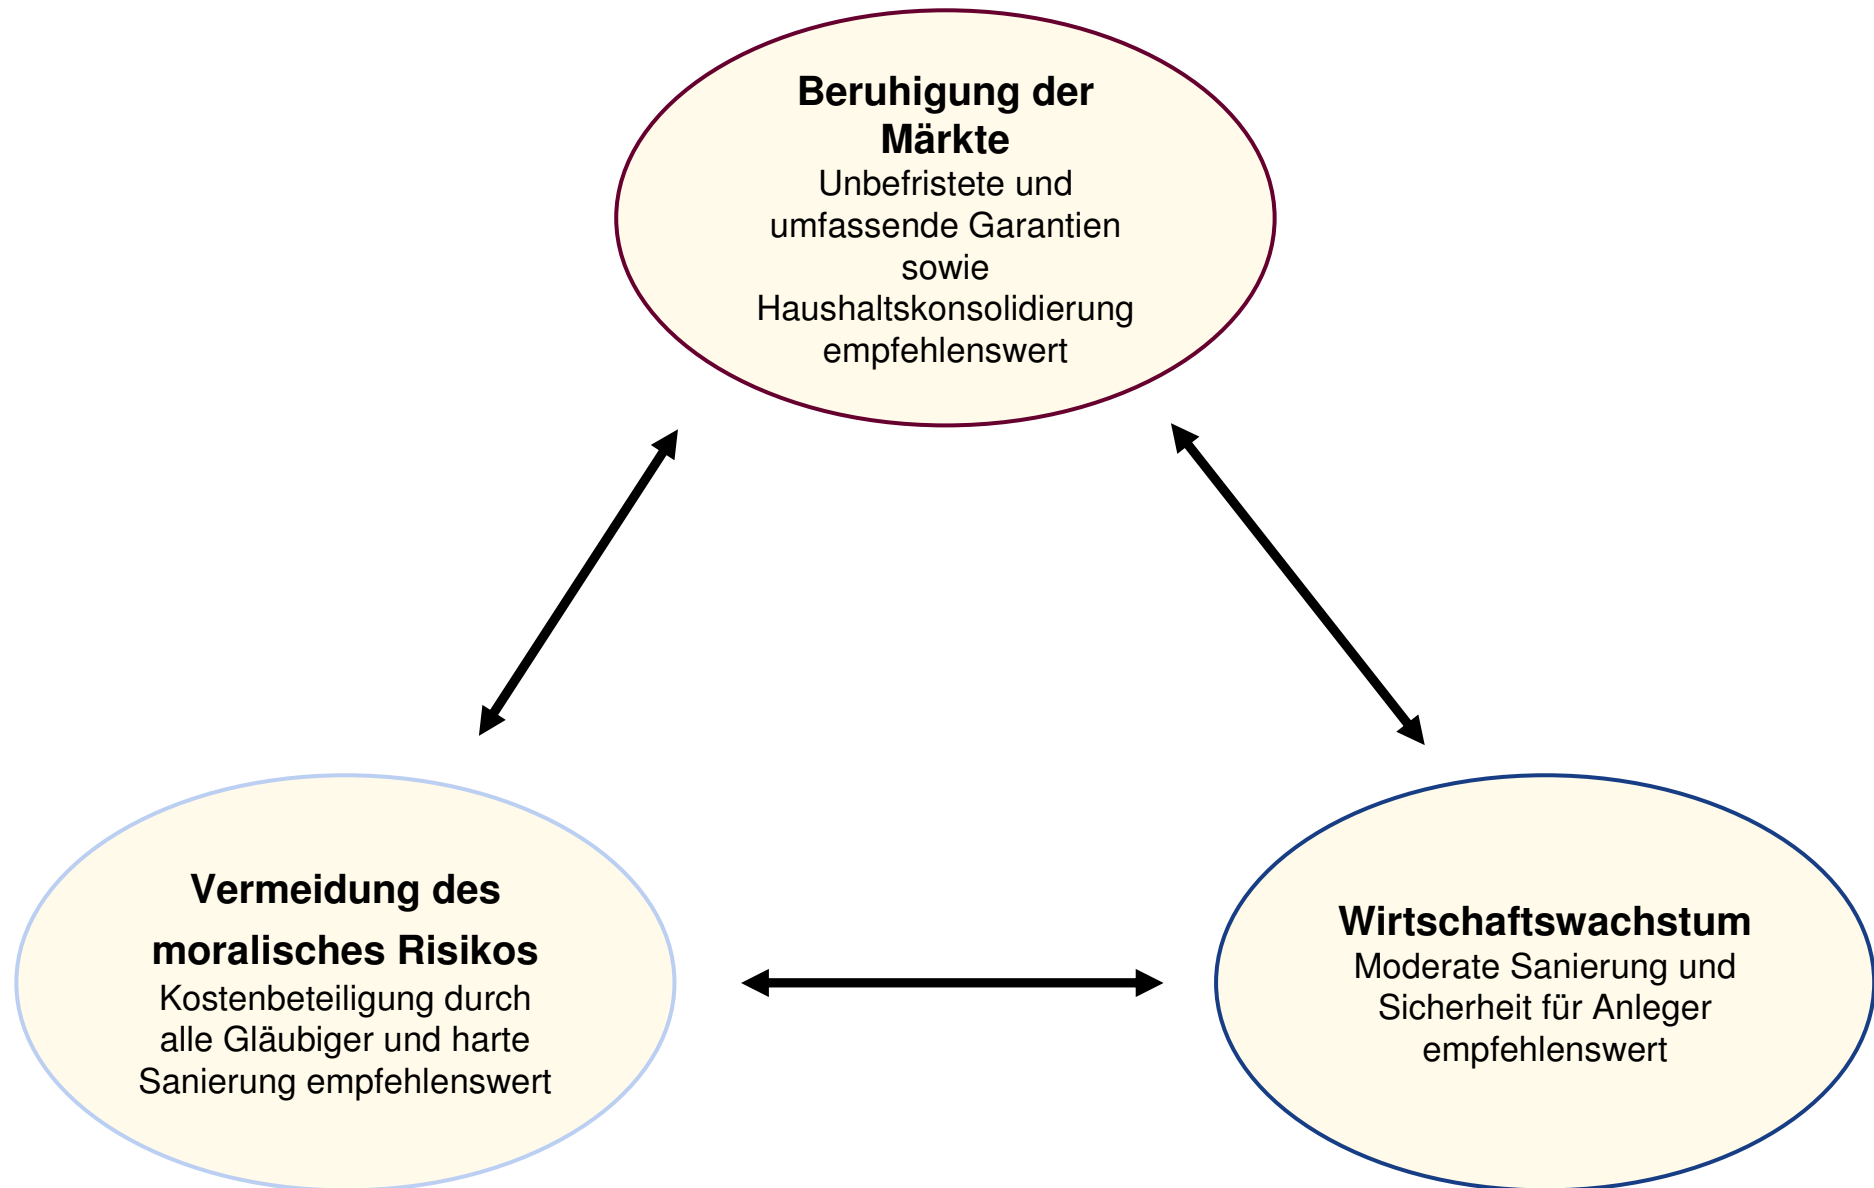 Beruhigung der
Märkte
Unbefristete und
umfassende Garantien
sowie
Haushaltskonsolidierung
empfehlenswert
Vermeidung des
moralisches Risikos
Kostenbeteiligung durch
alle Gläubiger und harte
Sanierung empfehlenswert
Wirtschaftswachstum
Moderate Sanierung und
Sicherheit für Anleger
empfehlenswert